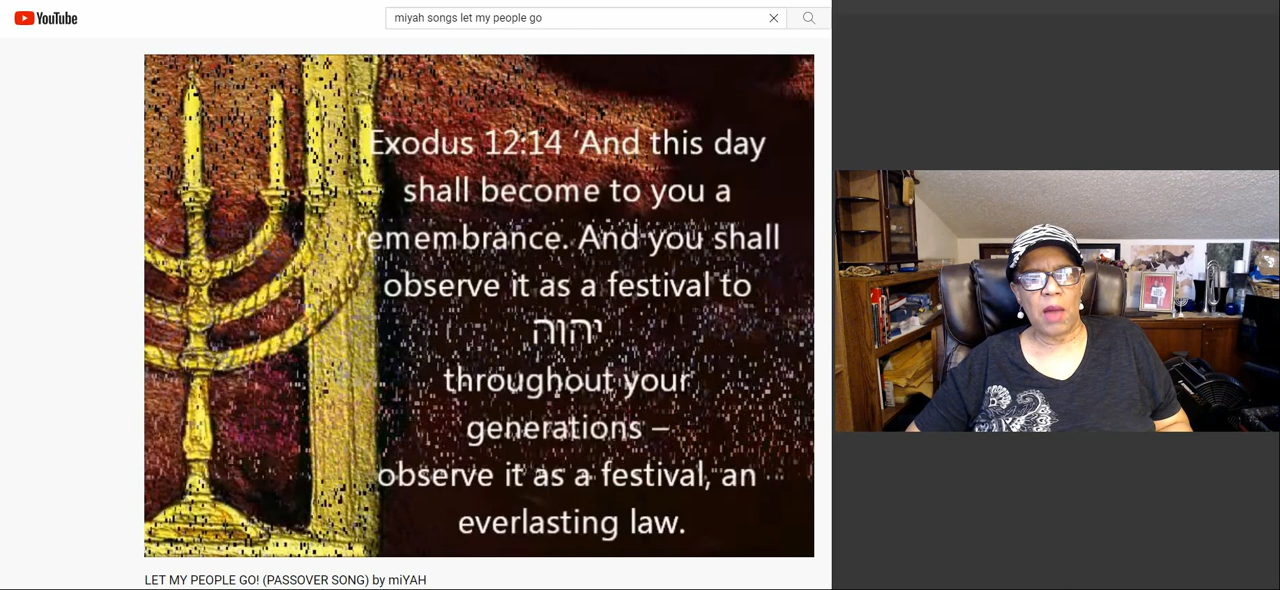 YouTube
miyah songs let my people go
Exodus 12:14 ‘And this day
shall become to you a
remembrance. And you shall
observe it as a festival to
יהוה
throughout your
generations –
observe it as a festival, an
everlasting law.
LET MY PEOPLE GO! (PASSOVER SONG) by miYAH